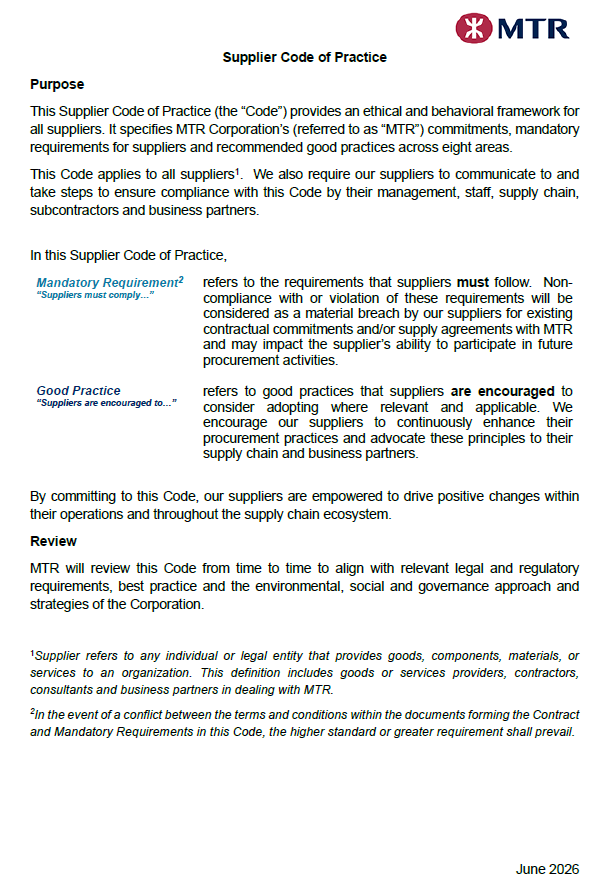 MTR
Supplier Code of Practice
Purpose
This Supplier Code of Practice (the “Code”) provides an ethical and behavioral framework for
all suppliers. It specifies MTR Corporation’s (referred to as “MTR”) commitments, mandatory
requirements for suppliers and recommended good practices across eight areas.
This Code applies to all suppliers¹.  We also require our suppliers to communicate to and
take steps to ensure compliance with this Code by their management, staff, supply chain,
subcontractors and business partners.
In this Supplier Code of Practice,
Mandatory Requirement²
“Suppliers must comply…”
refers to the requirements that suppliers must follow.  Non-
compliance with or violation of these requirements will be
considered as a material breach by our suppliers for existing
contractual commitments and/or supply agreements with MTR
and may impact the supplier’s ability to participate in future
procurement activities.
Good Practice
“Suppliers are encouraged to…”
refers to good practices that suppliers are encouraged to
consider adopting where relevant and applicable. We
encourage our suppliers to continuously enhance their
procurement practices and advocate these principles to their
supply chain and business partners.
By committing to this Code, our suppliers are empowered to drive positive changes within
their operations and throughout the supply chain ecosystem.
Review
MTR will review this Code from time to time to align with relevant legal and regulatory
requirements, best practice and the environmental, social and governance approach and
strategies of the Corporation.
¹Supplier refers to any individual or legal entity that provides goods, components, materials, or
services to an organization. This definition includes goods or services providers, contractors,
consultants and business partners in dealing with MTR.
²In the event of a conflict between the terms and conditions within the documents forming the Contract
and Mandatory Requirements in this Code, the higher standard or greater requirement shall prevail.
June 2026